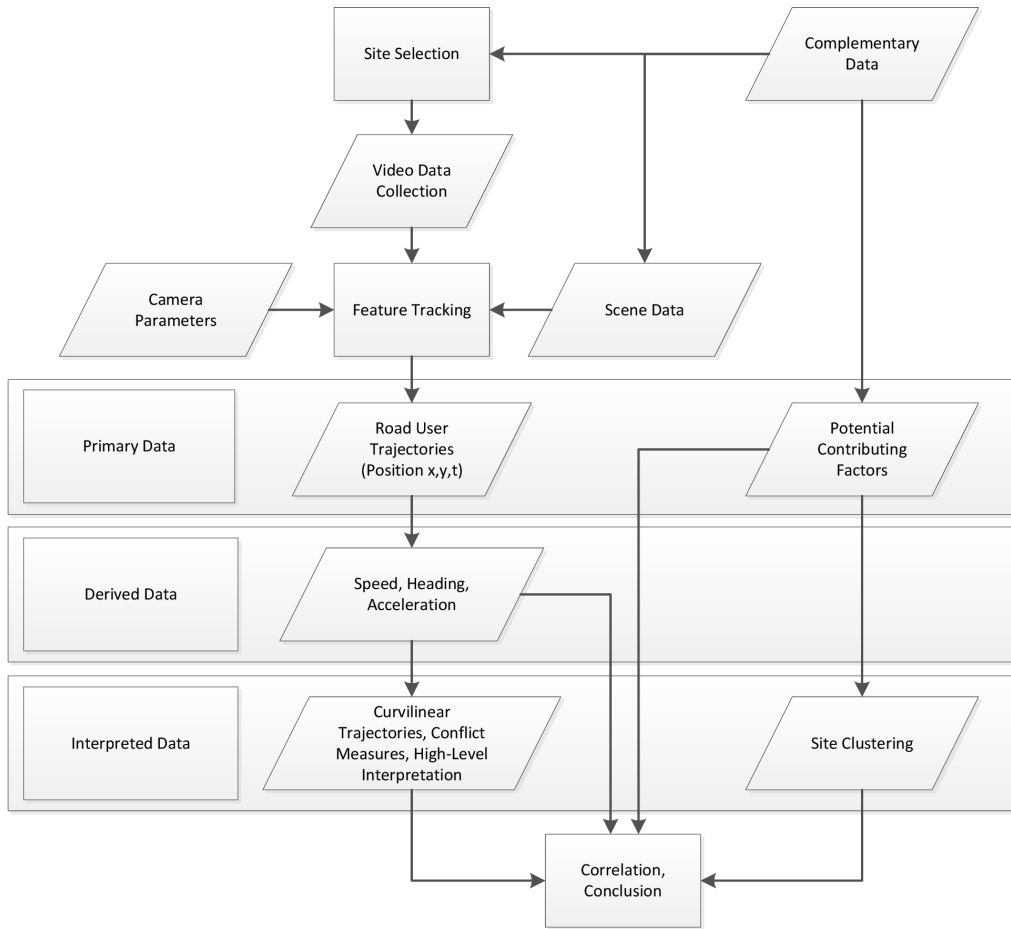 Site Selection
Complementary
Data
Video Data
Collection
Camera
Parameters
Feature Tracking
Scene Data
Primary Data
Road User
Trajectories
(Position x,y,t)
Potential
Contributing
Factors
Derived Data
Speed, Heading,
Acceleration
Interpreted Data
Curvilinear
Trajectories, Conflict
Measures, High-Level
Interpretation
Site Clustering
Correlation,
Conclusion